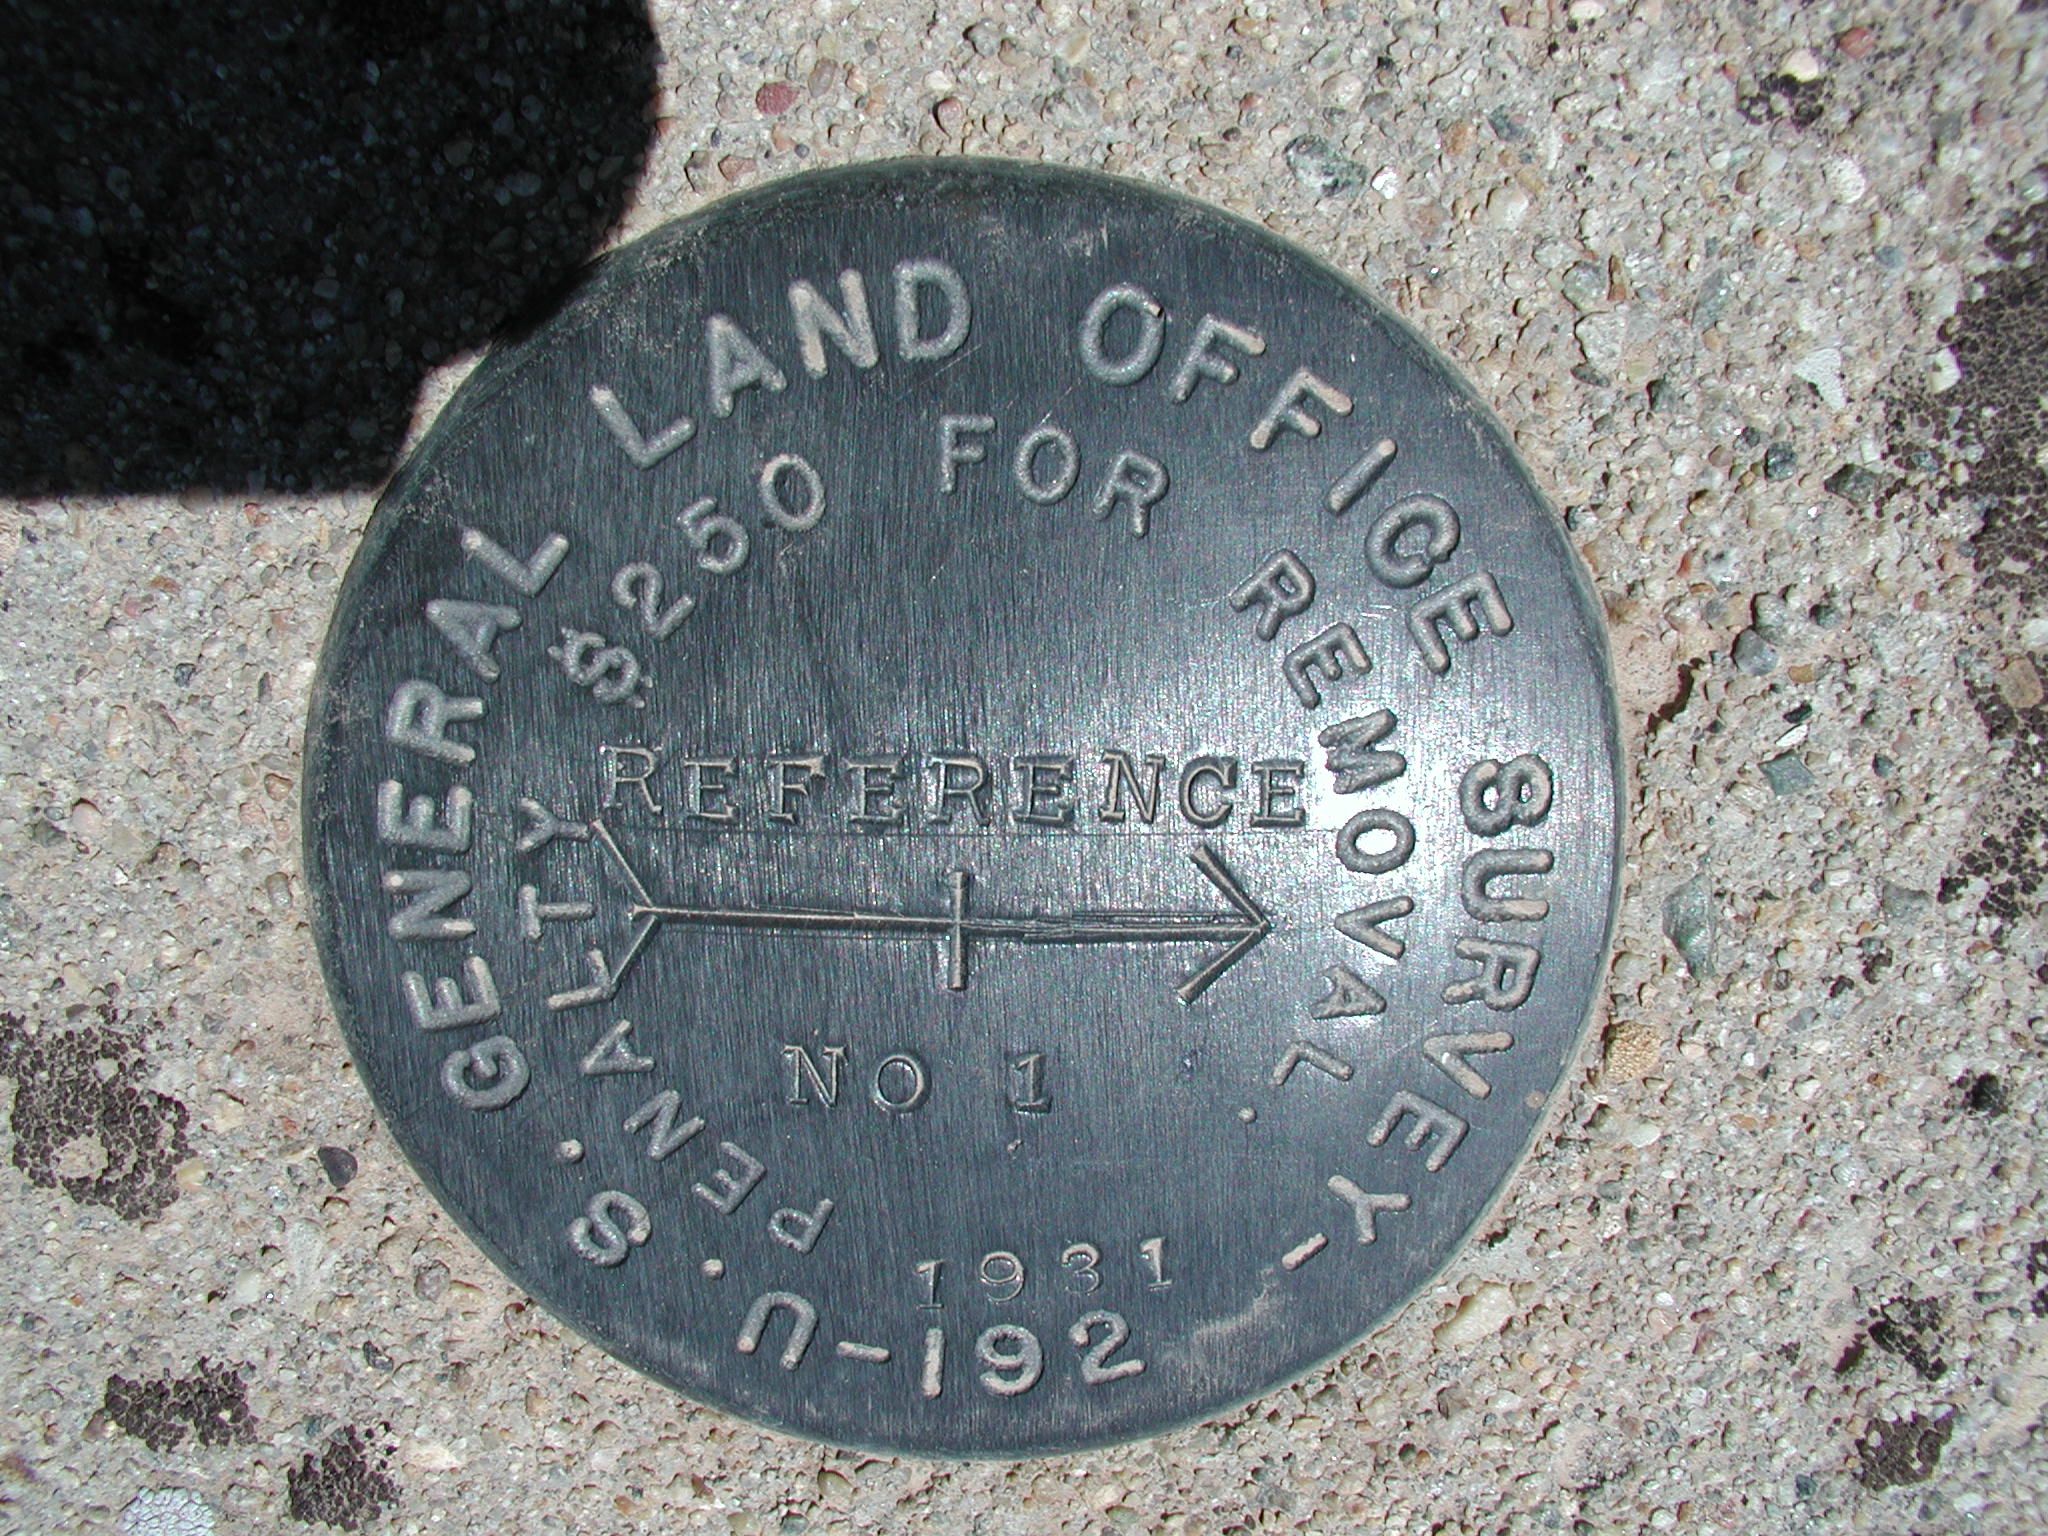 U. S. GENERAL LAND OFFICE SURVEY-
PENALTY $250 FOR REMOVAL.
REFERENCE
NO 1
1931
-192